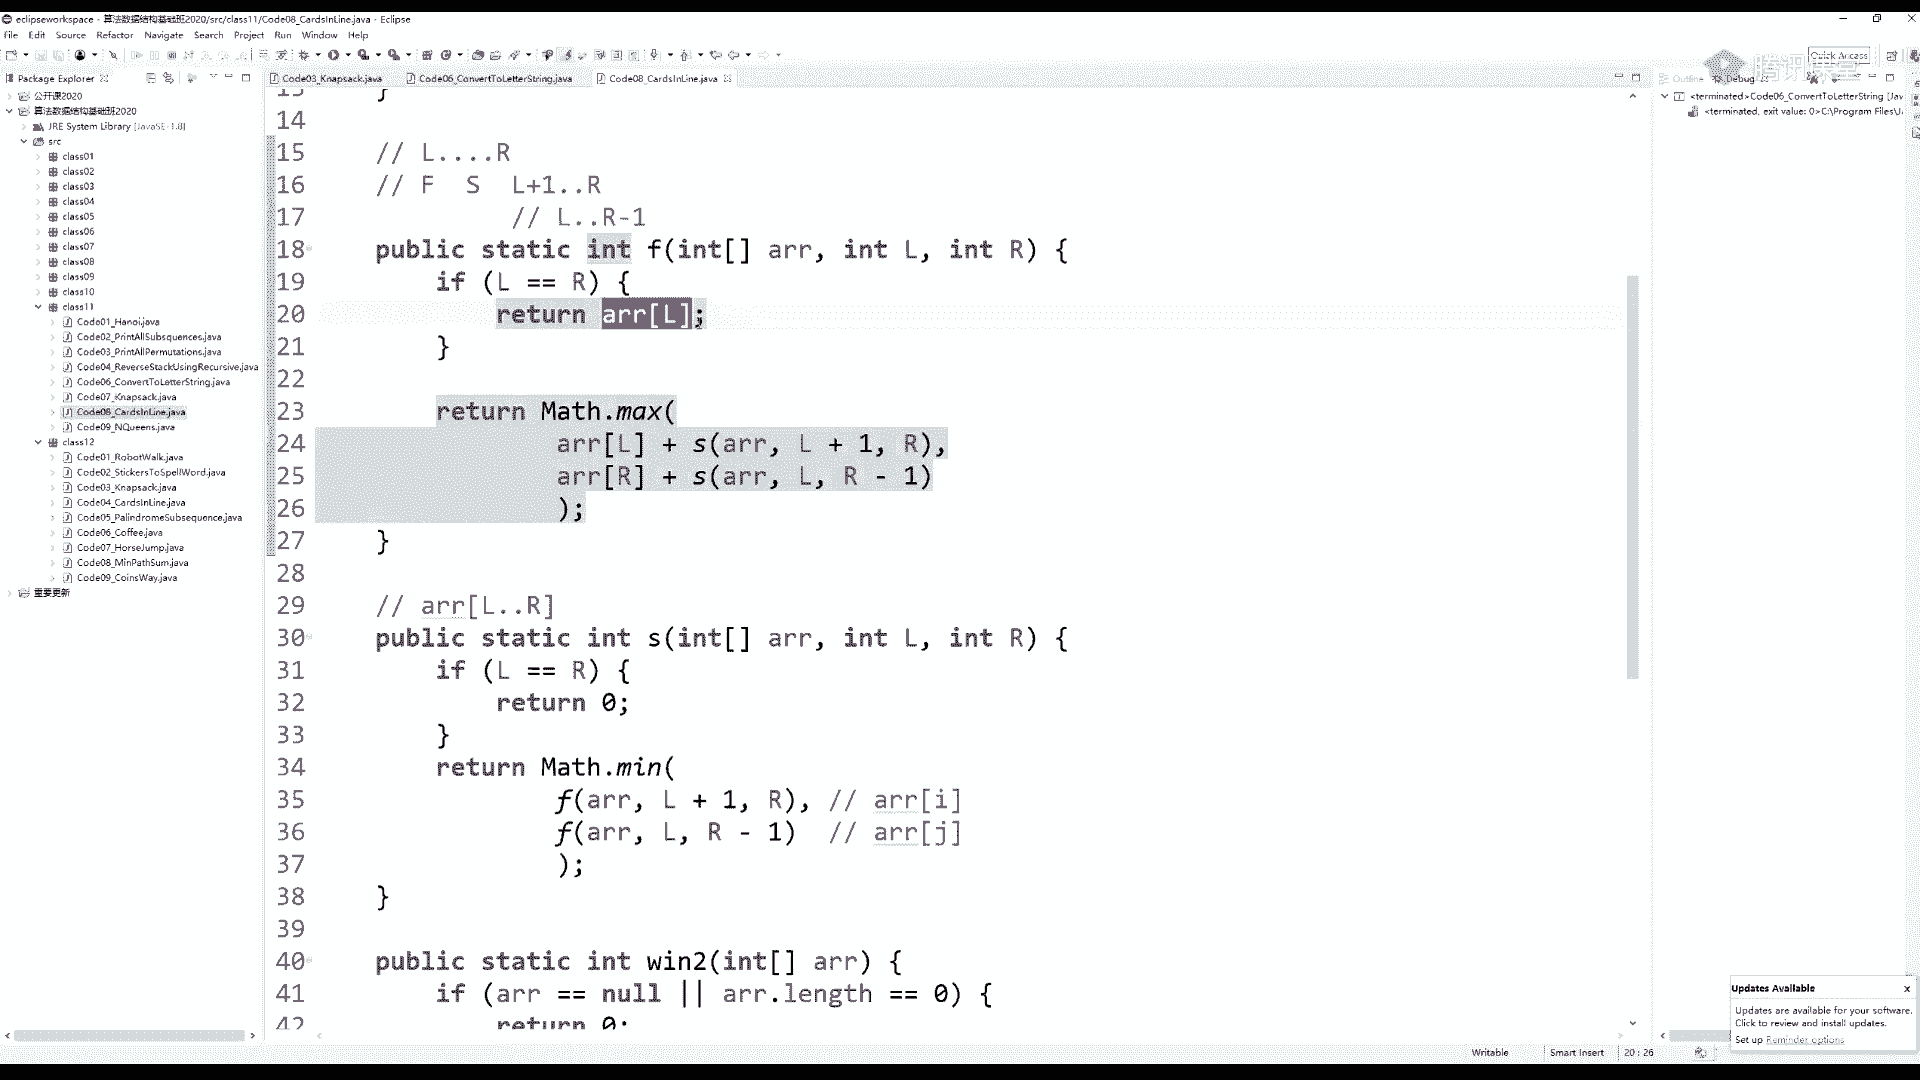 eclipseworkspace - 算法数据结构基础班2020/src/class11/Code08_CardsInLine.java - Eclipse
File Edit Source Refactor Navigate Search Project Run Window Help
Quick Access
腾讯课堂
Package Explorer
Code03_Knapsack.java Code06_ConvertToLetterString.java Code08_CardsInLine.java
Outline Debug
公开课2020
算法数据结构基础班2020
JRE System Library [JavaSE-1.8]
src
class01
class02
class03
class04
class05
class06
class07
class08
class09
class10
class11
Code01_Hanoi.java
Code02_PrintAllSubsquences.java
Code03_PrintAllPermutations.java
Code04_ReverseStackUsingRecursive.java
Code06_ConvertToLetterString.java
Code07_Knapsack.java
Code08_CardsInLine.java
Code09_NQueens.java
class12
Code01_RobotWalk.java
Code02_StickersToSpellWord.java
Code03_Knapsack.java
Code04_CardsInLine.java
Code05_PalindromeSubsequence.java
Code06_Coffee.java
Code07_HorseJump.java
Code08_MinPathSum.java
Code09_CoinsWay.java
重要更新
13 }
14
15 // L....R
16 // F S L+1..R
17 // L..R-1
18 public static int f(int[] arr, int L, int R) {
19 if (L == R) {
20 return arr[L];
21 }
22
23 return Math.max(
24 arr[L] + s(arr, L + 1, R),
25 arr[R] + s(arr, L, R - 1)
26 );
27 }
28
29 // arr[L..R]
30 public static int s(int[] arr, int L, int R) {
31 if (L == R) {
32 return 0;
33 }
34 return Math.min(
35 f(arr, L + 1, R), // arr[i]
36 f(arr, L, R - 1) // arr[j]
37 );
38 }
39
40 public static int win2(int[] arr) {
41 if (arr == null || arr.length == 0) {
42 return 0;
<terminated>Code06_ConvertToLetterString [Jav
<terminated, exit value: 0>C:\Program Files\J
Updates Available
Updates are available for your software.
Click to review and install updates.
Set up Reminder options
Writable Smart Insert 20 : 26